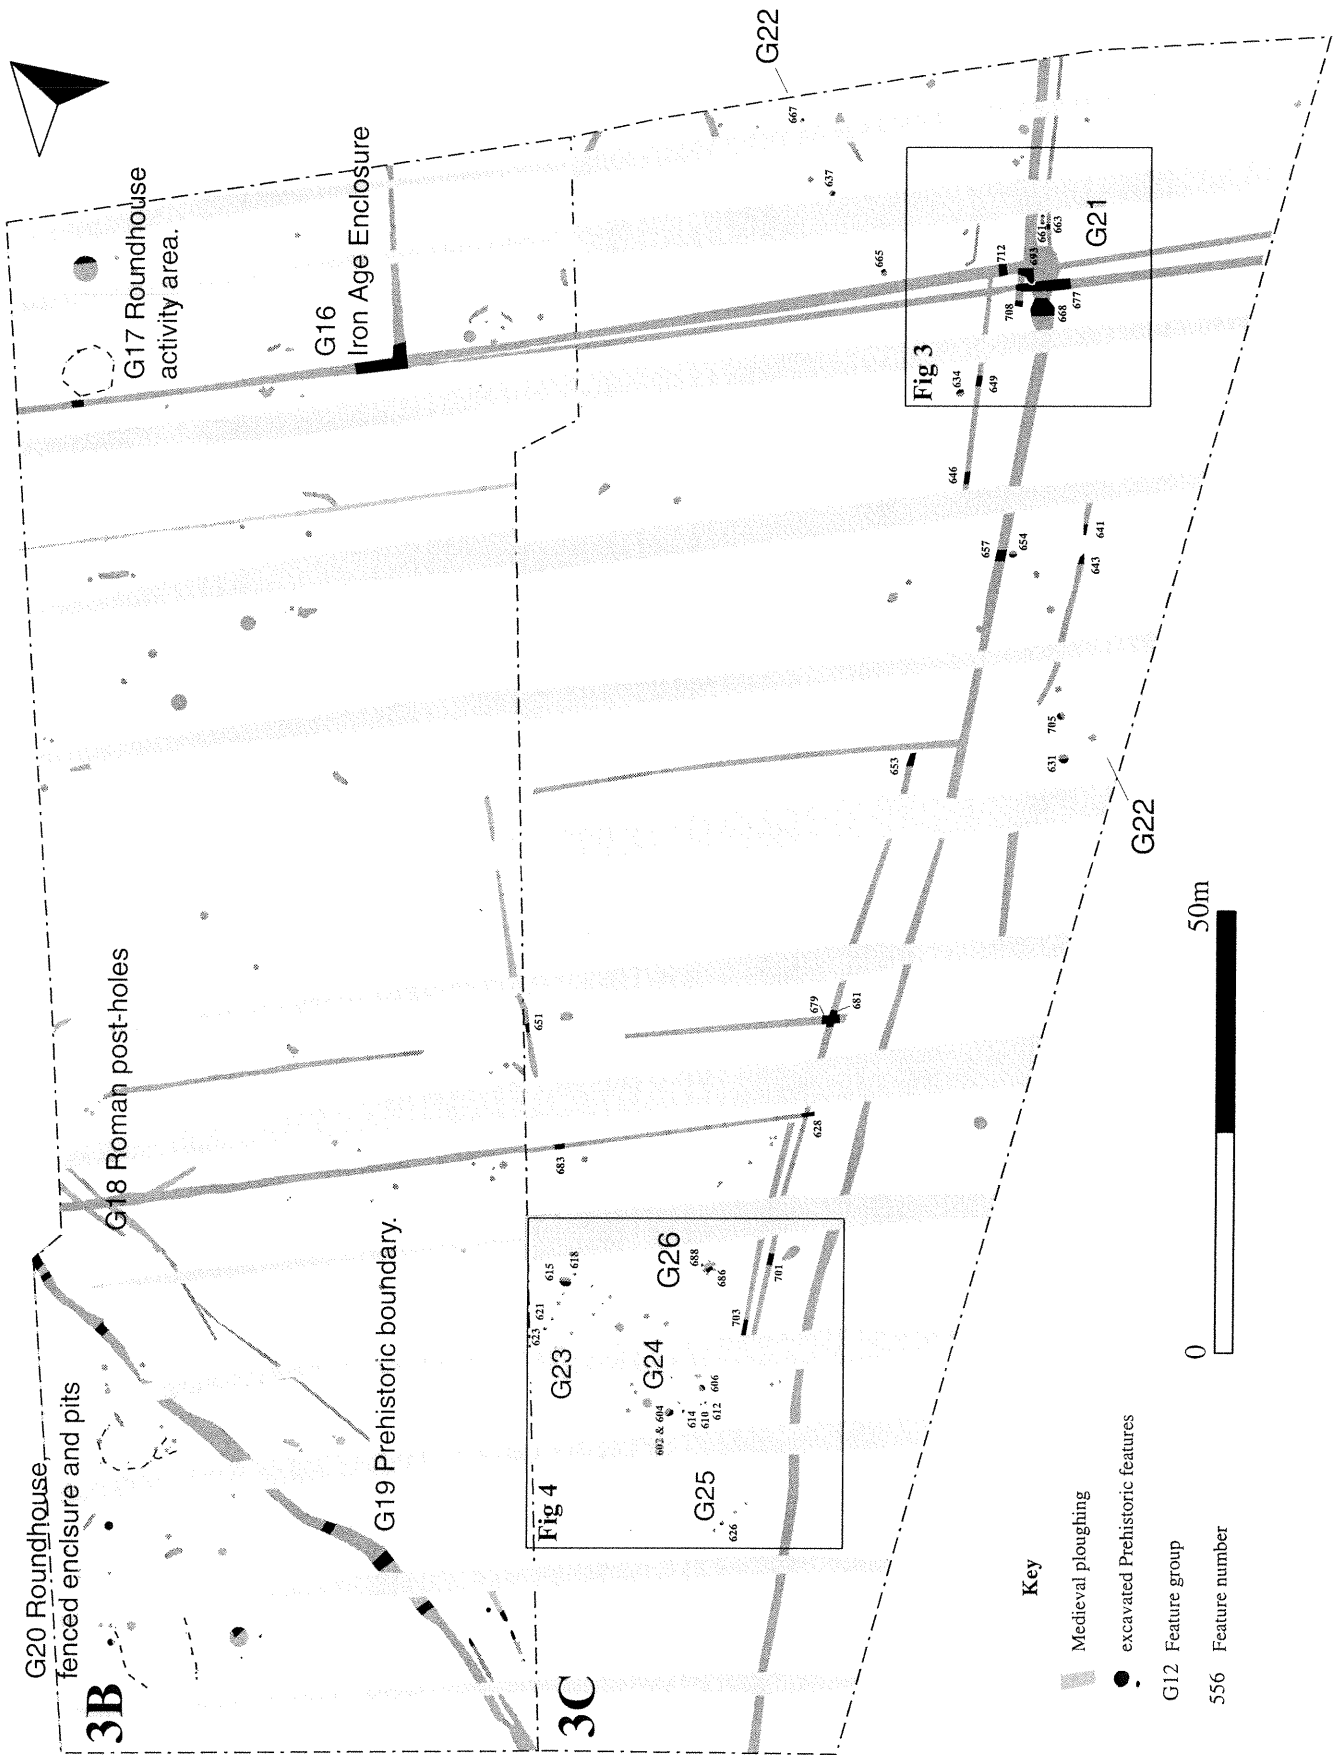 G20 Roundhouse,
fenced enclsure and pits
3B
G18 Roman post-holes
G19 Prehistoric boundary.
G17 Roundhouse
activity area.
G16
Iron Age Enclosure
G22
3C
Fig 4
G23
G24
G25
G26
623
621
615
618
688
686
602 & 604
614
610
612
606
626
703
701
683
628
651
679
681
653
631
705
G22
657
654
643
641
646
649
634
Fig 3
665
637
667
712
693
661
663
708
668
677
G21
0
50m
Key
Medieval ploughing
excavated Prehistoric features
G12 Feature group
556 Feature number